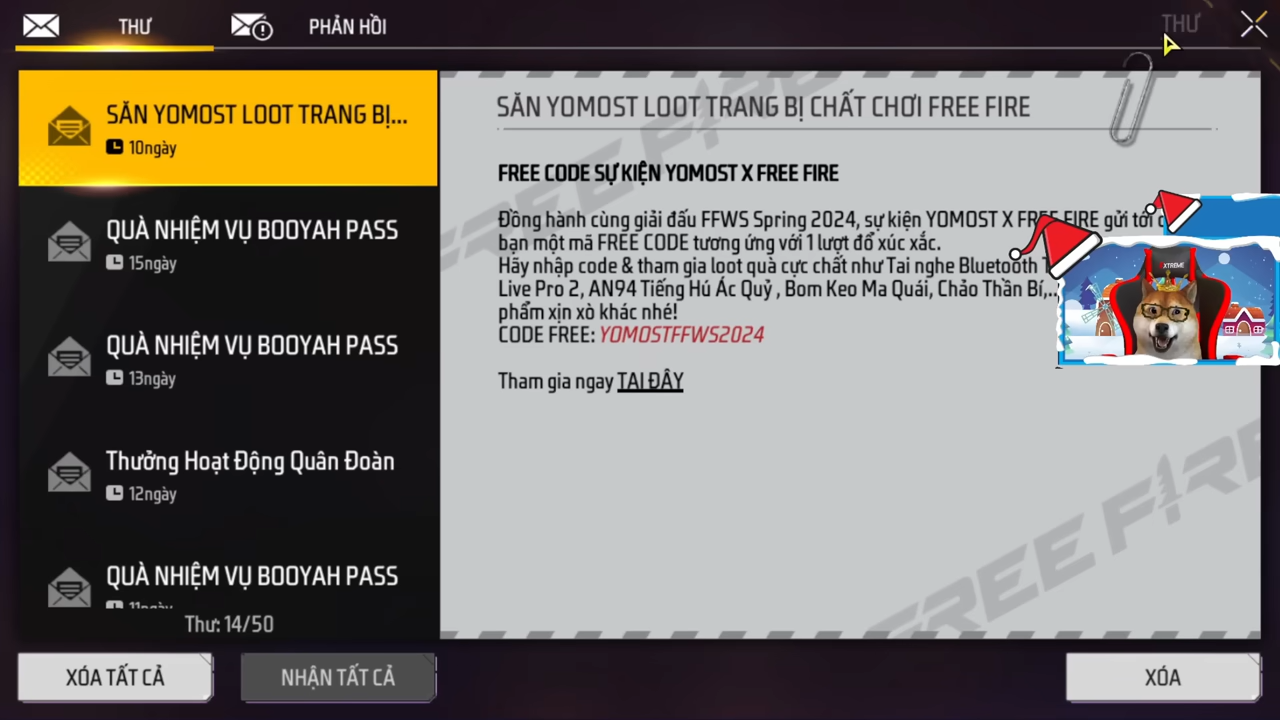 THƯ
PHẢN HỒI
THƯ
SĂN YOMOST LOOT TRANG BỊ...
10ngày
QUÀ NHIỆM VỤ BOOYAH PASS
15ngày
QUÀ NHIỆM VỤ BOOYAH PASS
13ngày
Thưởng Hoạt Động Quân Đoàn
12ngày
QUÀ NHIỆM VỤ BOOYAH PASS
11ngày
Thư: 14/50
XÓA TẤT CẢ
NHẬN TẤT CẢ
SĂN YOMOST LOOT TRANG BỊ CHẤT CHƠI FREE FIRE
FREE CODE SỰ KIỆN YOMOST X FREE FIRE
Đồng hành cùng giải đấu FFWS Spring 2024, sự kiện YOMOST X FREE FIRE gửi tới
bạn một mã FREE CODE tương ứng với 1 lượt đổ xúc xắc.
Hãy nhập code & tham gia loot quà cực chất như Tai nghe Bluetooth
Live Pro 2, AN94 Tiếng Hú Ác Quỷ , Bom Keo Ma Quái, Chảo Thần Bí,..
phẩm xịn xò khác nhé!
CODE FREE: YOMOSTFFWS2024
Tham gia ngay TẠI ĐÂY
FREE FIRE
FREE FIRE
XTREME
XÓA